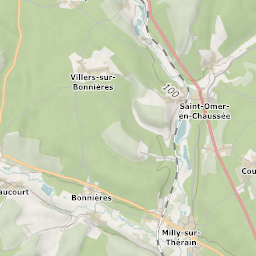 Villers-sur-
Bonnières
100
Saint-Omer-
en-Chaussée
Cou
aucourt
Bonnières
Milly-sur-
Thérain